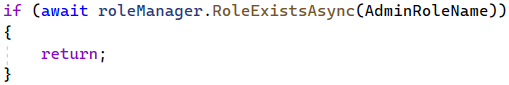 if (await roleManager.RoleExistsAsync(AdminRoleName))
{
    return;
}